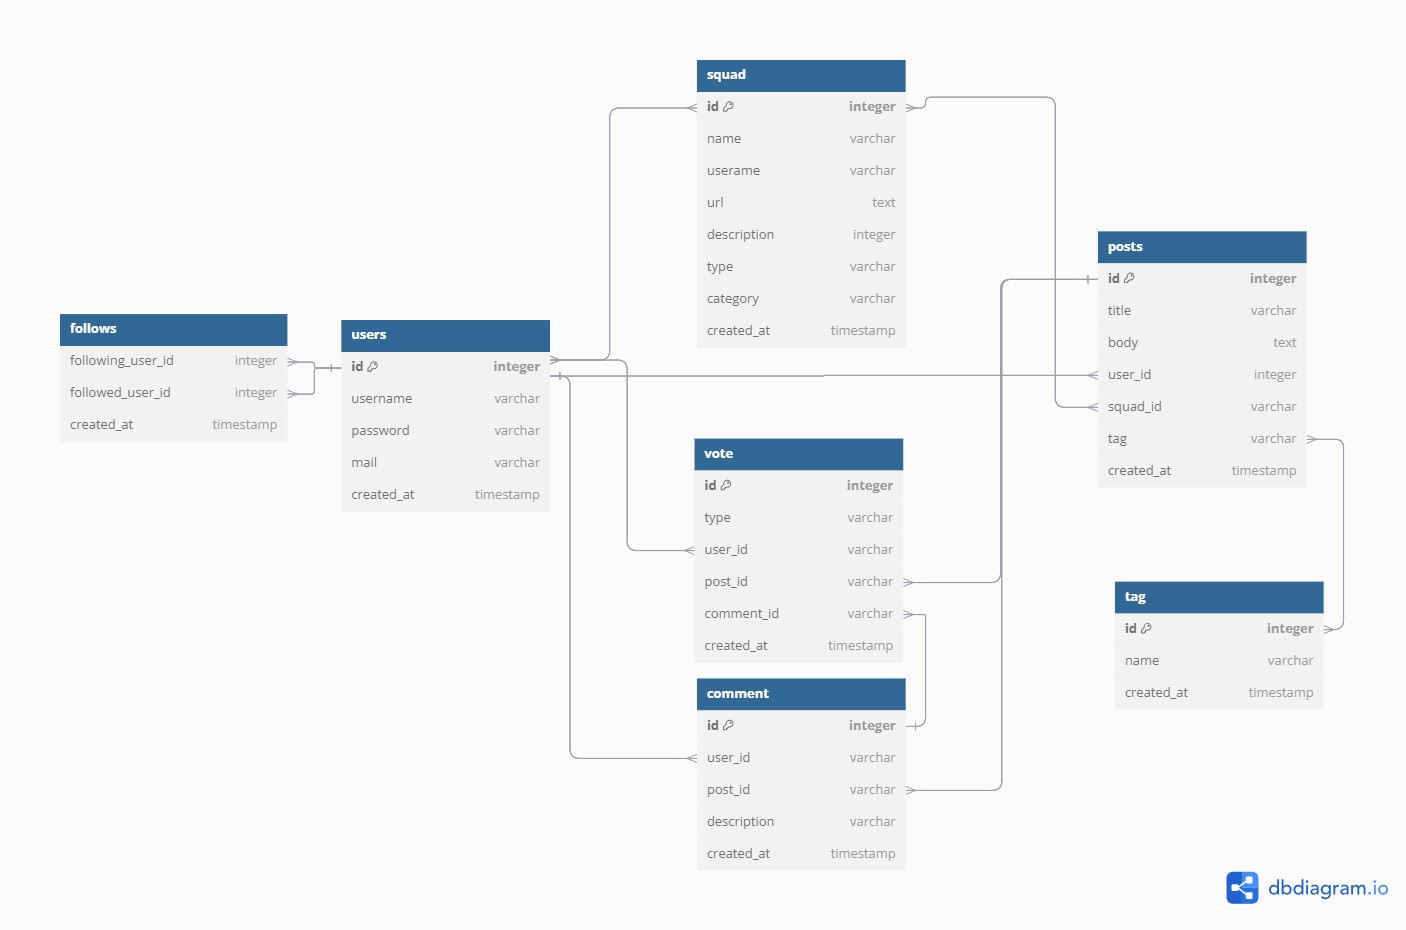 squad
id integer
name varchar
userame varchar
url text
description integer
type varchar
category varchar
created_at timestamp
posts
id integer
title varchar
body text
user_id integer
squad_id varchar
tag varchar
created_at timestamp
follows
following_user_id integer
followed_user_id integer
created_at timestamp
users
id integer
username varchar
password varchar
mail varchar
created_at timestamp
vote
id integer
type varchar
user_id varchar
post_id varchar
comment_id varchar
created_at timestamp
tag
id integer
name varchar
created_at timestamp
comment
id integer
user_id varchar
post_id varchar
description varchar
created_at timestamp
dbdiagram.io